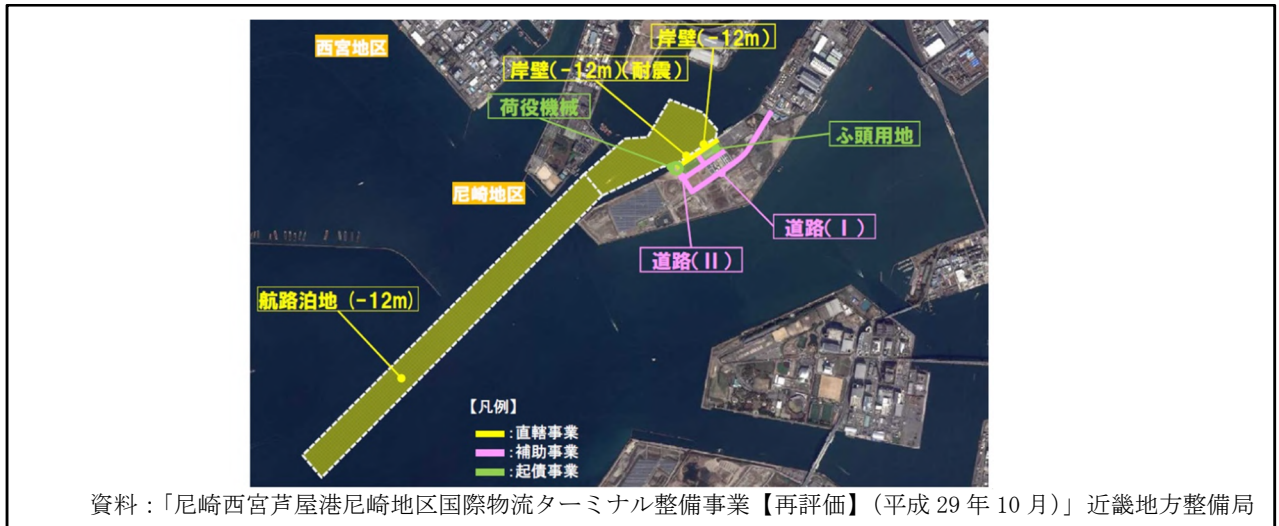 西宮地区
岸壁(-12m)
岸壁(-12m)(耐震)
荷役機械
ふ頭用地
尼崎地区
道路(Ⅰ)
道路(Ⅱ)
航路泊地(-12m)
【凡例】
:直轄事業
:補助事業
:起債事業
資料:「尼崎西宮芦屋港尼崎地区国際物流ターミナル整備事業【再評価】(平成 29 年 10 月)」近畿地方整備局